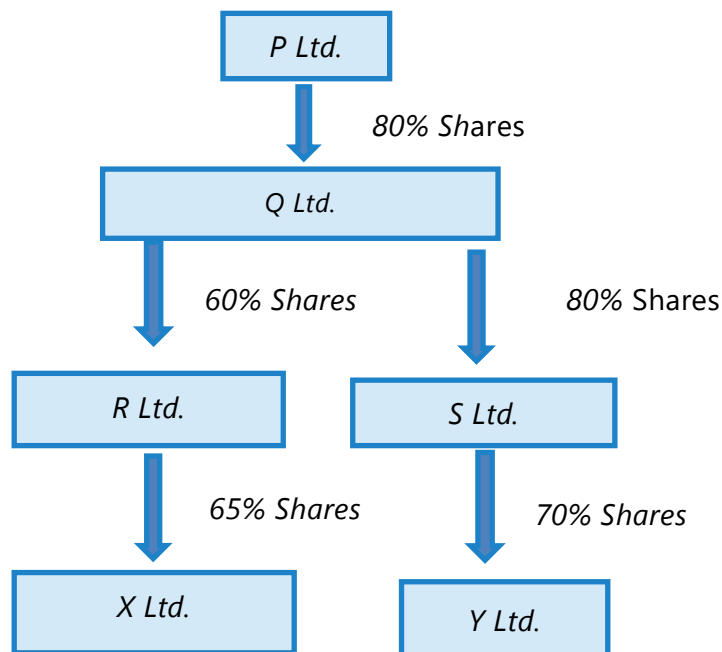 P Ltd.
80% Shares
Q Ltd.
60% Shares
80% Shares
R Ltd.
S Ltd.
65% Shares
70% Shares
X Ltd.
Y Ltd.